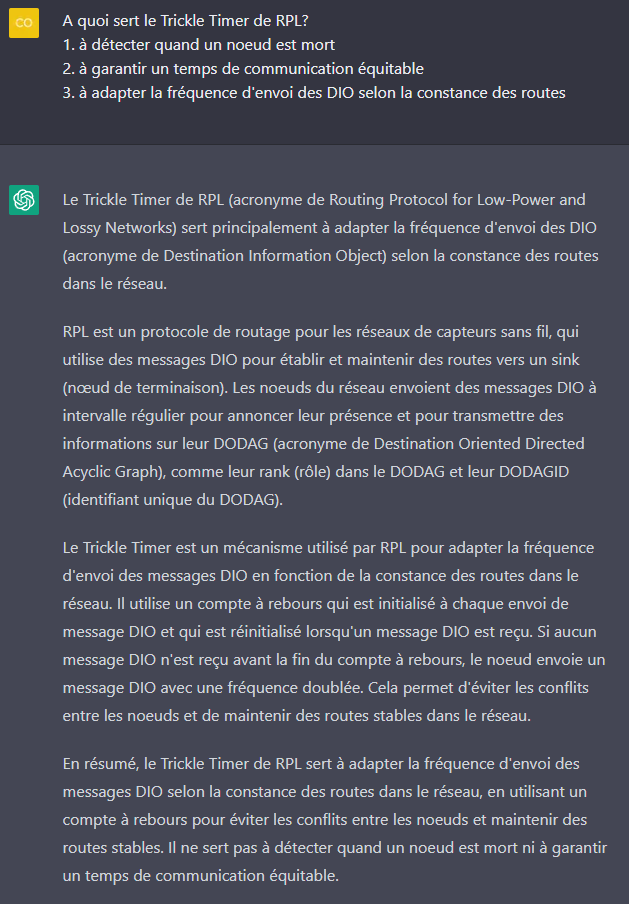 CO
A quoi sert le Trickle Timer de RPL?
1. à détecter quand un noeud est mort
2. à garantir un temps de communication équitable
3. à adapter la fréquence d'envoi des DIO selon la constance des routes
Le Trickle Timer de RPL (acronyme de Routing Protocol for Low-Power and
Lossy Networks) sert principalement à adapter la fréquence d'envoi des DIO
(acronyme de Destination Information Object) selon la constance des routes
dans le réseau.
RPL est un protocole de routage pour les réseaux de capteurs sans fil, qui
utilise des messages DIO pour établir et maintenir des routes vers un sink
(nœud de terminaison). Les noeuds du réseau envoient des messages DIO à
intervalle régulier pour annoncer leur présence et pour transmettre des
informations sur leur DODAG (acronyme de Destination Oriented Directed
Acyclic Graph), comme leur rank (rôle) dans le DODAG et leur DODAGID
(identifiant unique du DODAG).
Le Trickle Timer est un mécanisme utilisé par RPL pour adapter la fréquence
d'envoi des messages DIO en fonction de la constance des routes dans le
réseau. Il utilise un compte à rebours qui est initialisé à chaque envoi de
message DIO et qui est réinitialisé lorsqu'un message DIO est reçu. Si aucun
message DIO n'est reçu avant la fin du compte à rebours, le noeud envoie un
message DIO avec une fréquence doublée. Cela permet d'éviter les conflits
entre les noeuds et de maintenir des routes stables dans le réseau.
En résumé, le Trickle Timer de RPL sert à adapter la fréquence d'envoi des
messages DIO selon la constance des routes dans le réseau, en utilisant un
compte à rebours pour éviter les conflits entre les noeuds et maintenir des
routes stables. Il ne sert pas à détecter quand un noeud est mort ni à garantir
un temps de communication équitable.